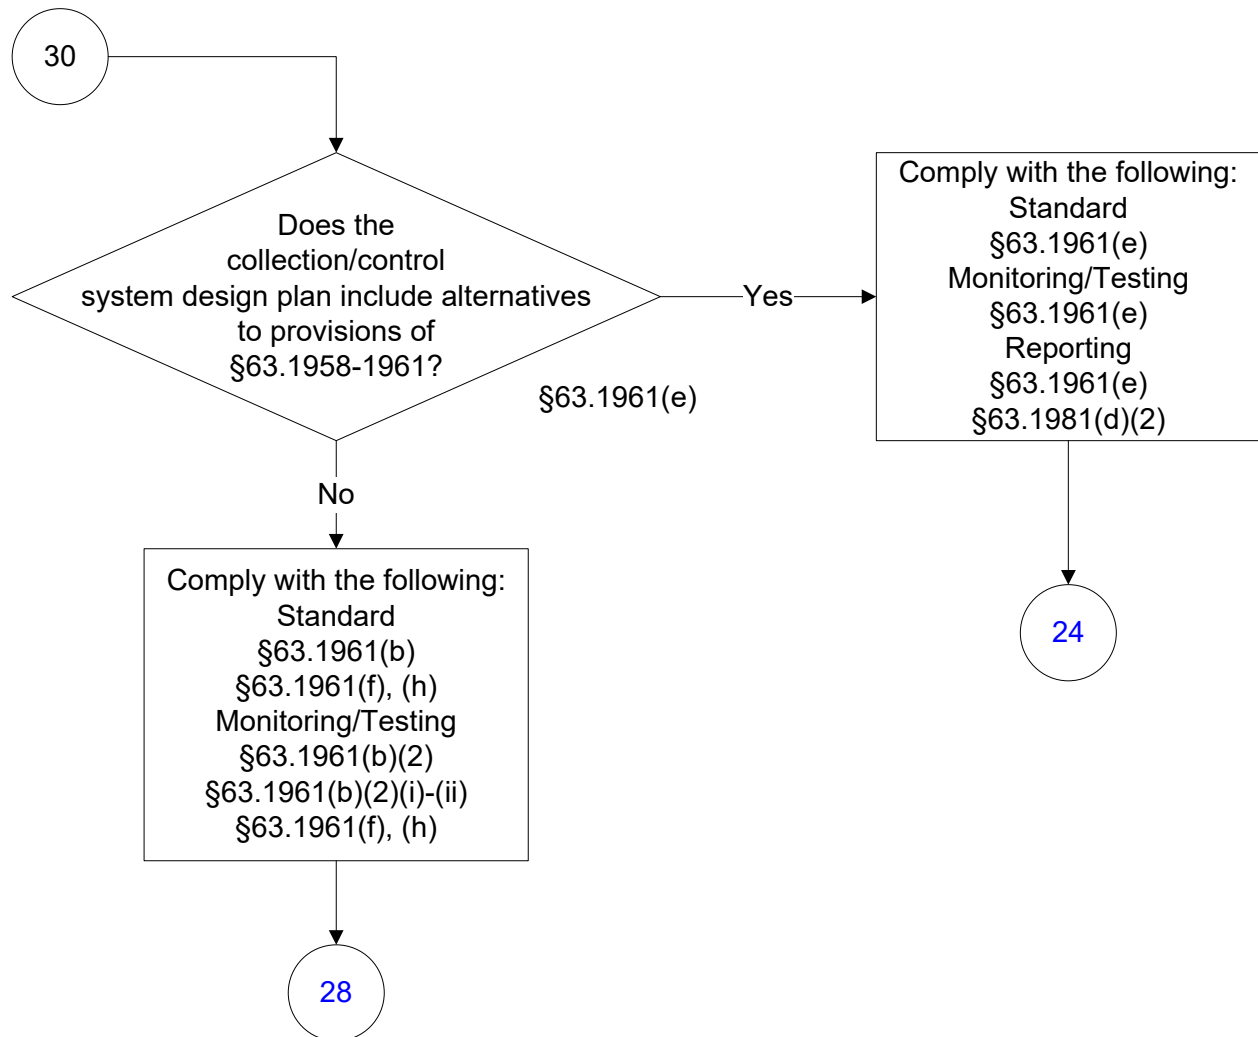 30
Does the
collection/control
system design plan include alternatives
to provisions of
§63.1958-1961?
§63.1961(e)
Yes
Comply with the following:
Standard
§63.1961(e)
Monitoring/Testing
§63.1961(e)
Reporting
§63.1961(e)
§63.1981(d)(2)
24
No
Comply with the following:
Standard
§63.1961(b)
§63.1961(f), (h)
Monitoring/Testing
§63.1961(b)(2)
§63.1961(b)(2)(i)-(ii)
§63.1961(f), (h)
28